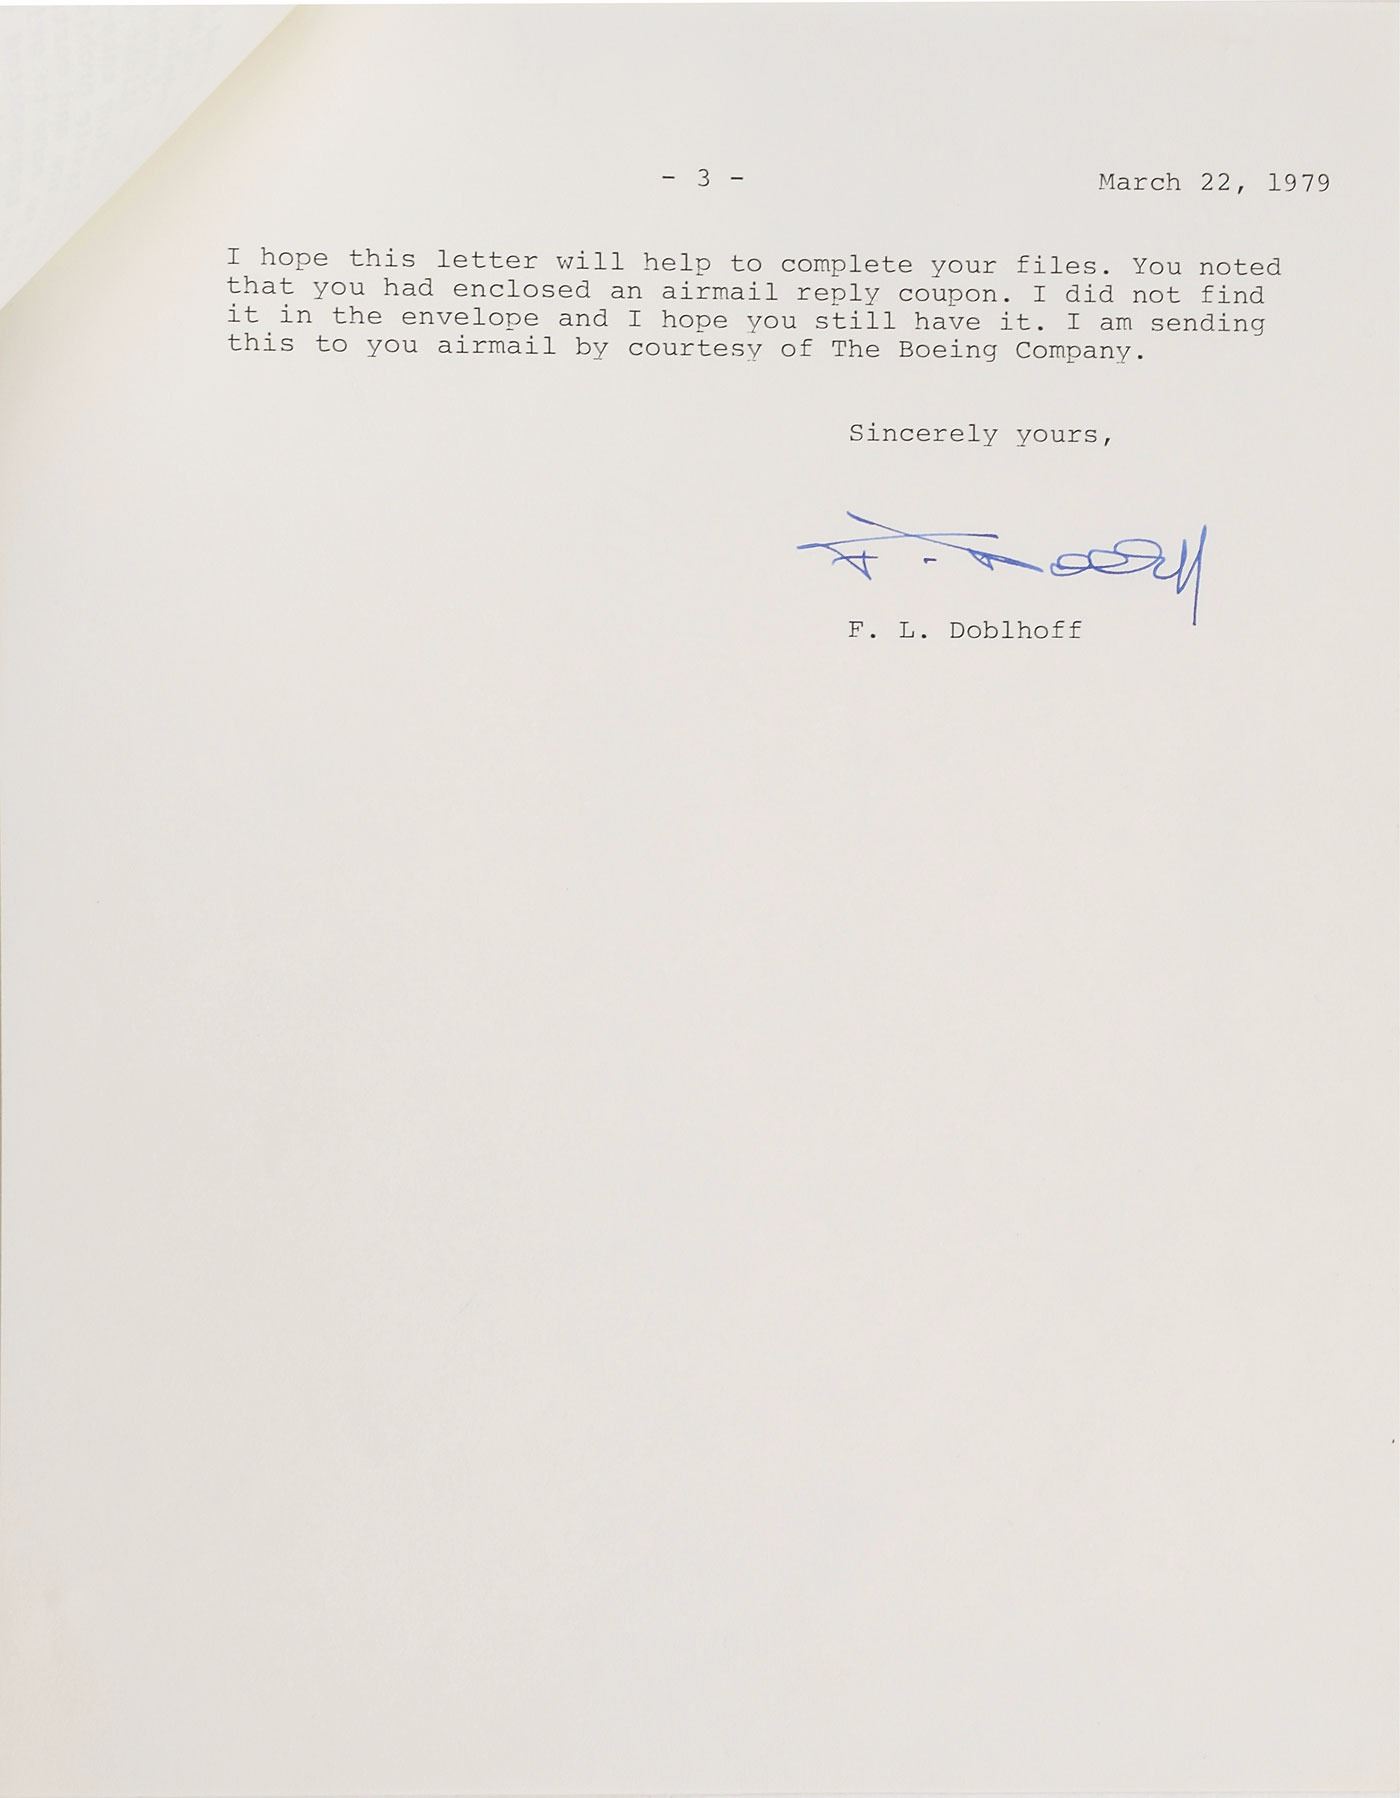 - 3 -
March 22, 1979
I hope this letter will help to complete your files. You noted
that you had enclosed an airmail reply coupon. I did not find
it in the envelope and I hope you still have it. I am sending
this to you airmail by courtesy of The Boeing Company.
Sincerely yours,
F. L. Doblhoff